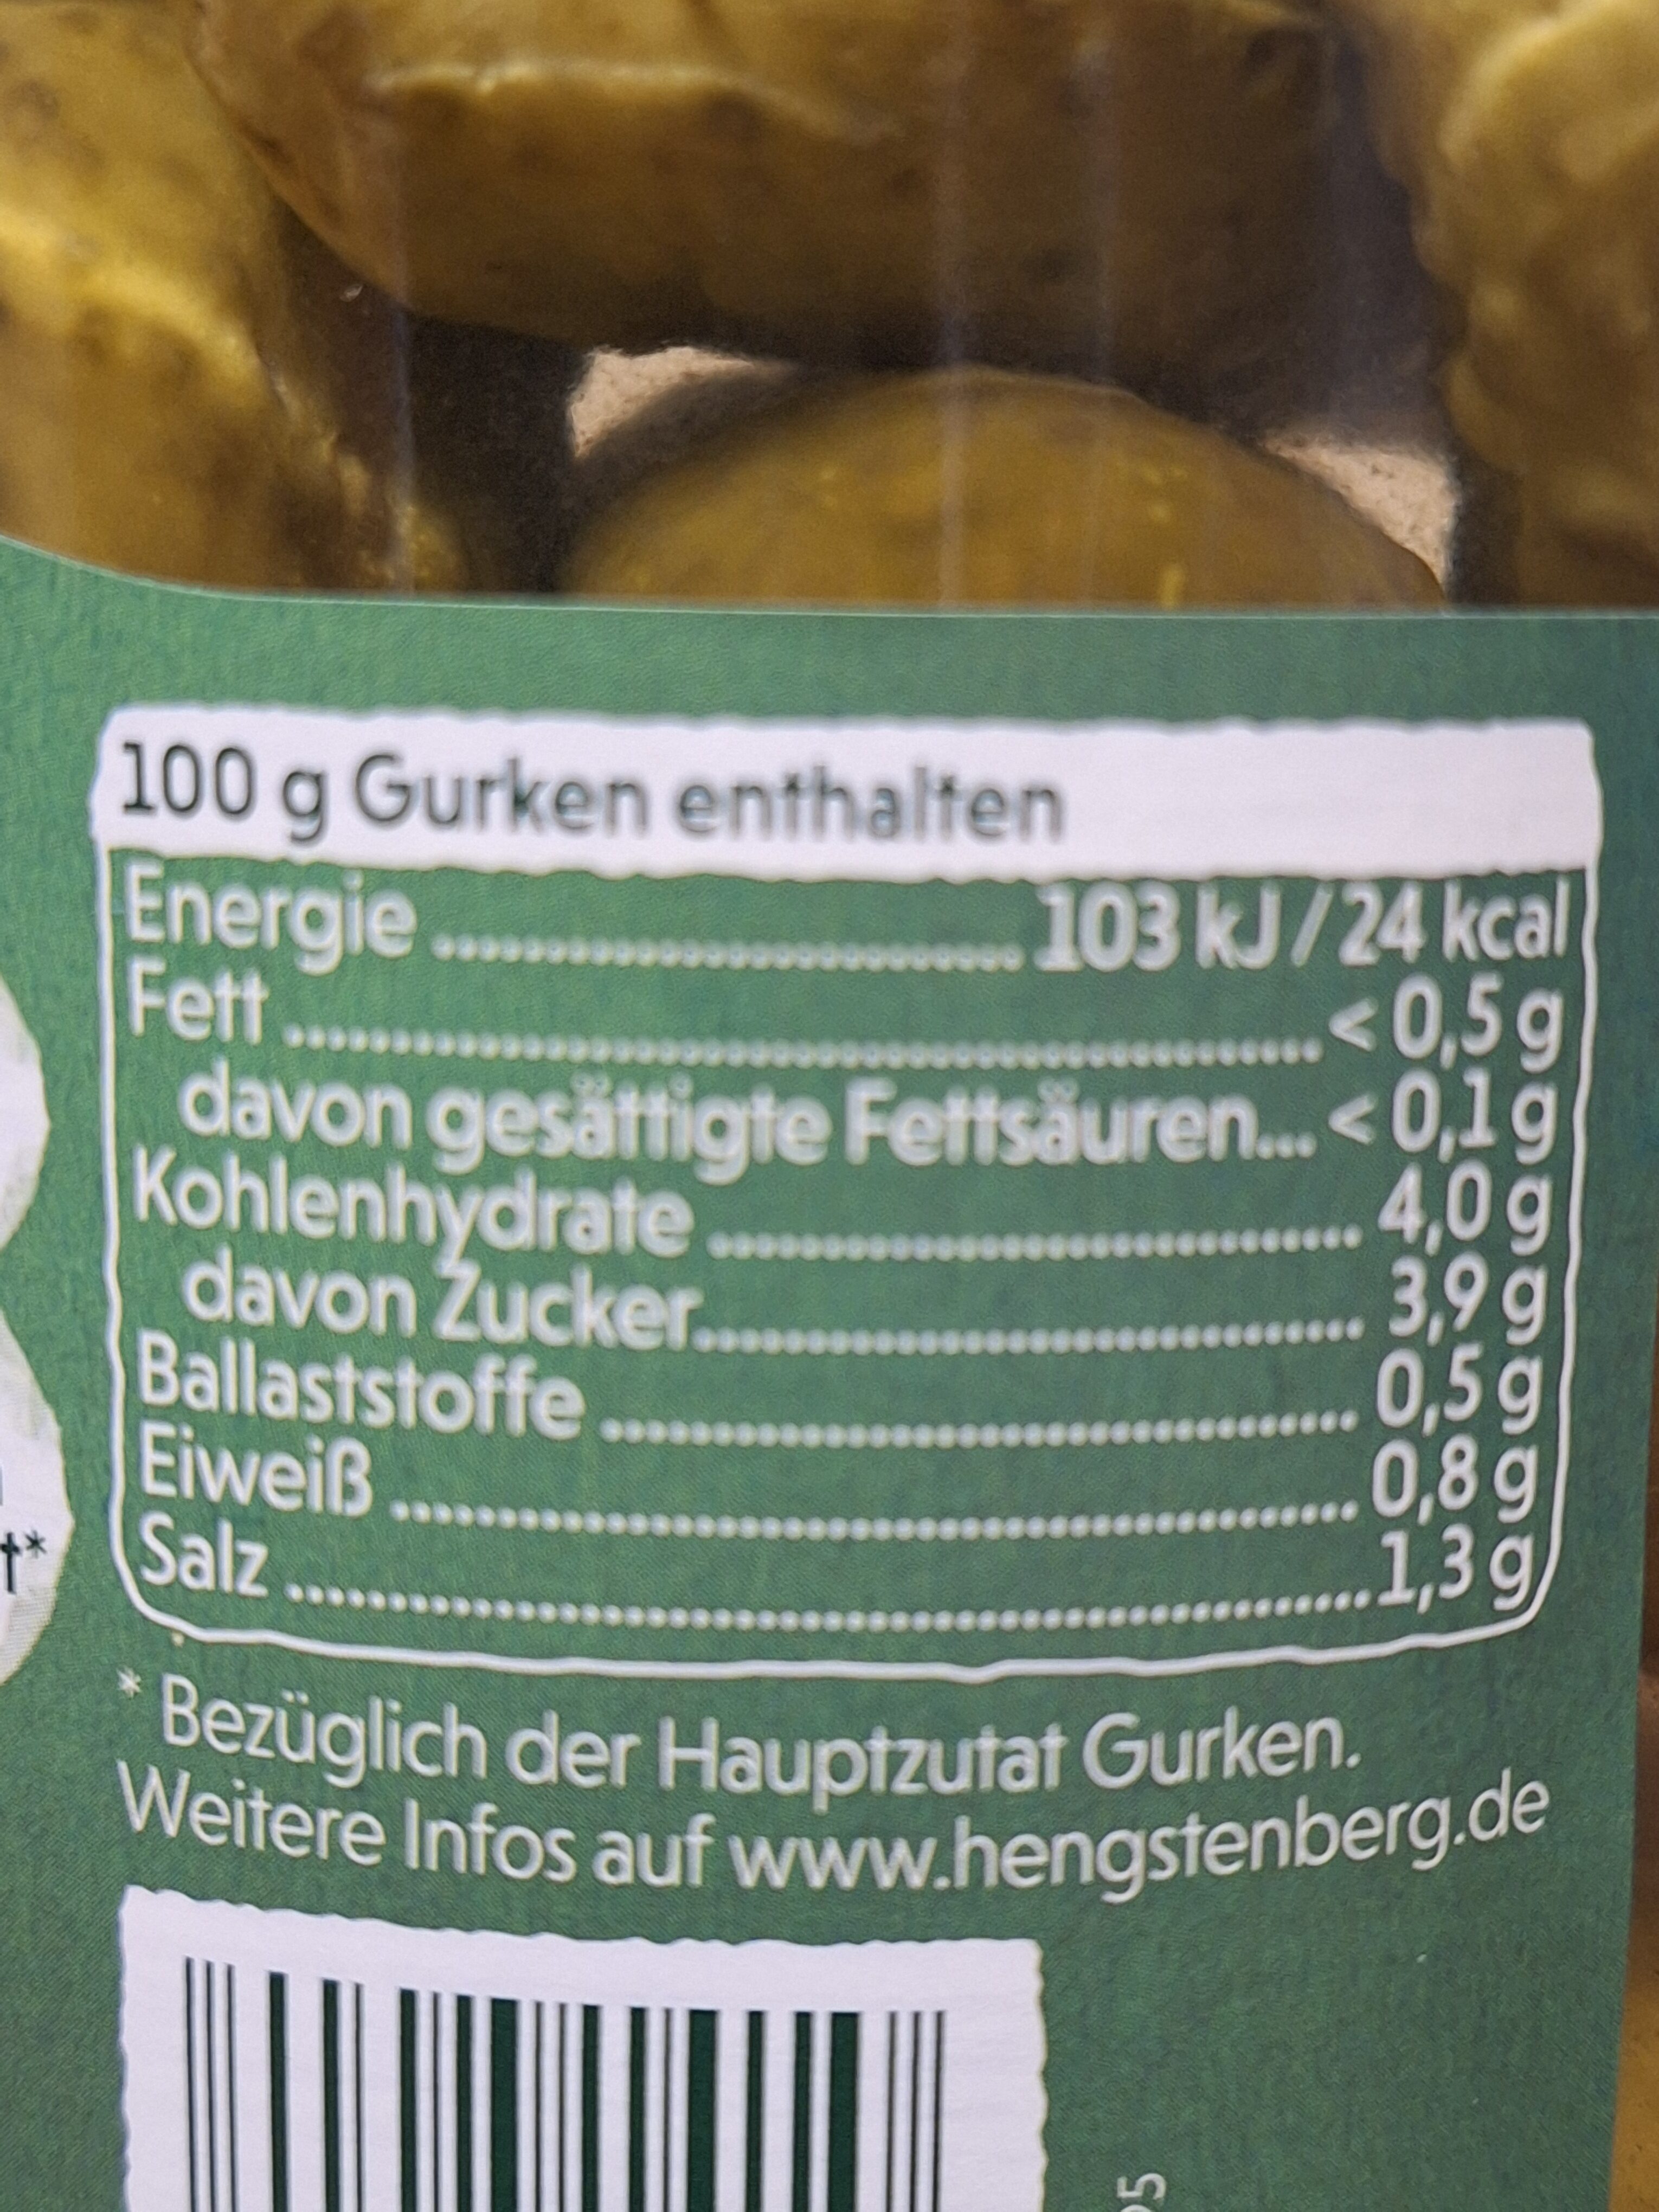 100 g Gurken enthalten
Energie ........................ 103 kJ / 24 kcal
Fett ........................ < 0,5 g
davon gesättigte Fettsäuren... < 0,1 g
Kohlenhydrate ........................ 4,0 g
davon Zucker........................ 3,9 g
Ballaststoffe ........................ 0,5 g
Eiweiß ........................ 0,8 g
Salz ........................ 1,3 g
t*
* Bezüglich der Hauptzutat Gurken.
Weitere Infos auf www.hengstenberg.de